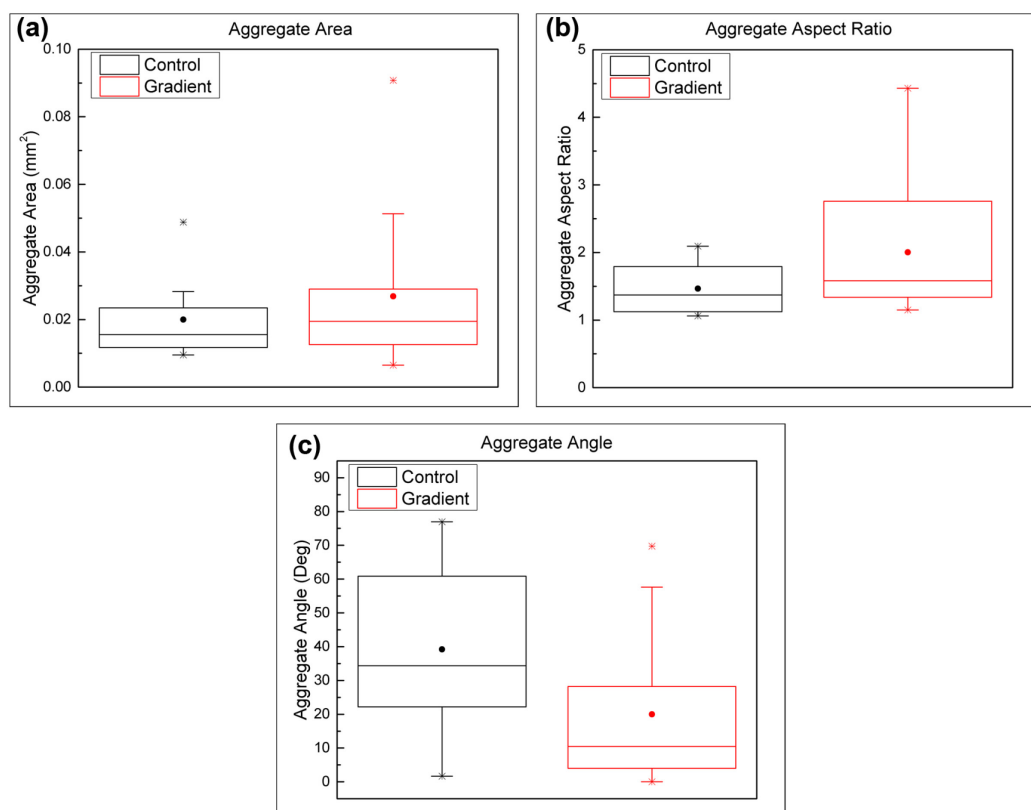 (a)
Aggregate Area
Control
Gradient
Aggregate Area (mm²)
0.10
0.08
0.06
0.04
0.02
0.00
(b)
Aggregate Aspect Ratio
Control
Gradient
Aggregate Aspect Ratio
5
4
3
2
1
0
(c)
Aggregate Angle
Control
Gradient
Aggregate Angle (Deg)
90
80
70
60
50
40
30
20
10
0